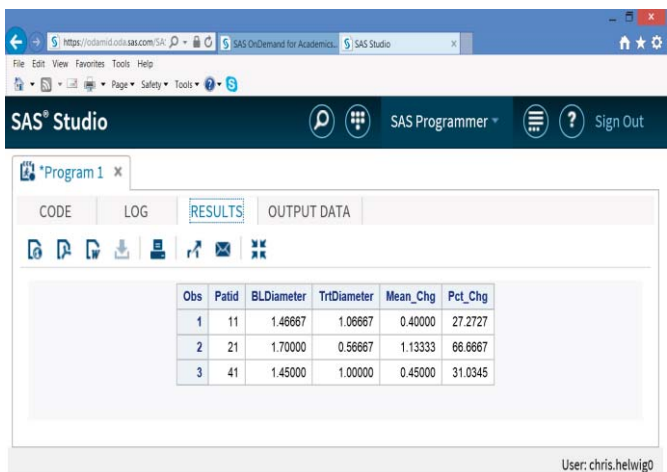 https://odamid.oda.sas.com/SA: SAS OnDemand for Academics... SAS Studio
File Edit View Favorites Tools Help
Page Safety Tools
SAS® Studio SAS Programmer Sign Out
*Program 1
CODE LOG RESULTS OUTPUT DATA
Obs Patid BLDiameter TrtDiameter Mean_Chg Pct_Chg
1 11 1.46667 1.06667 0.40000 27.2727
2 21 1.70000 0.56667 1.13333 66.6667
3 41 1.45000 1.00000 0.45000 31.0345
User: chris.helwig0